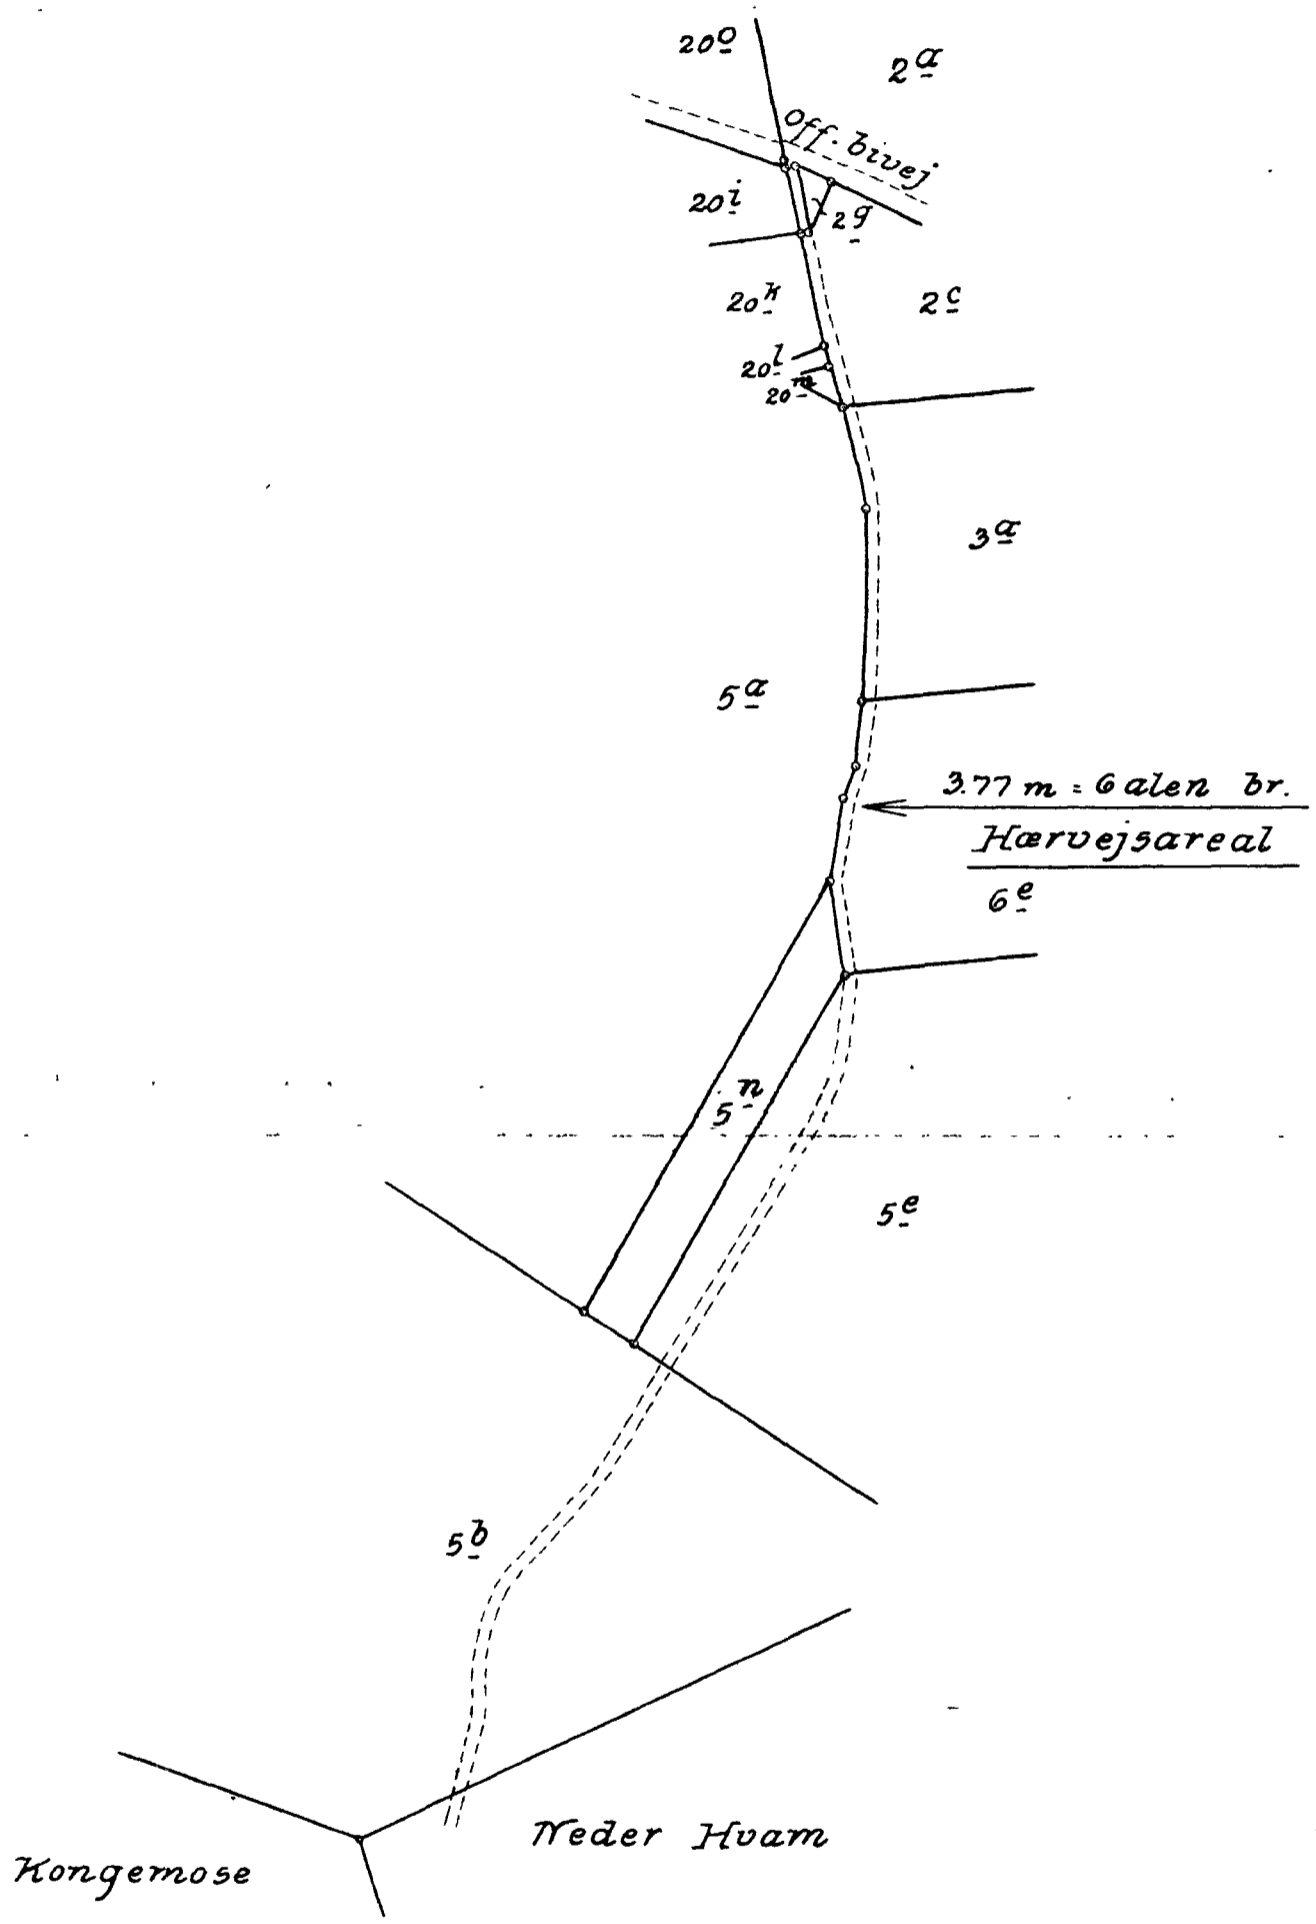 20o
2a
off. bivej
20i
2g
20k
2c
20l
20m
3a
5a
3.77 m = 6 alen br.
Hærvejsareal
6e
5n
5e
5b
Neder Hvam
Kongemose